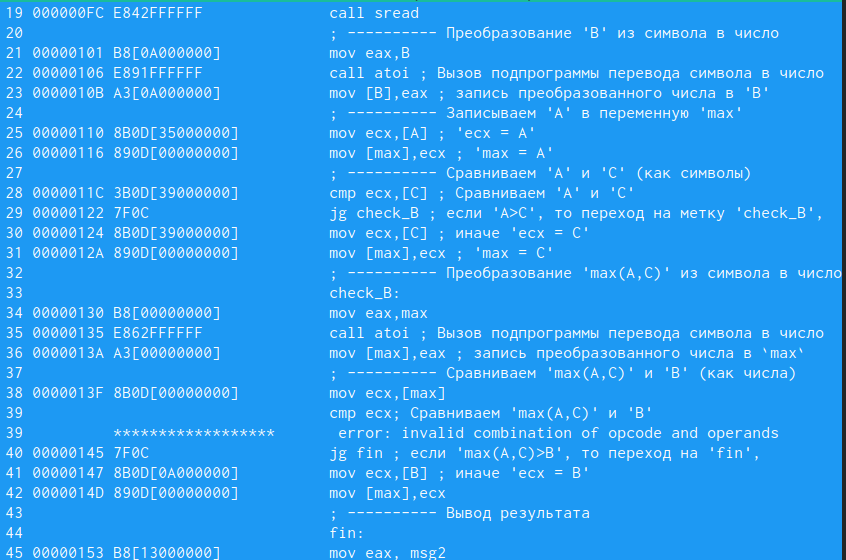 19 000000FC E842FFFFFF call sread
20 ; ---------- Преобразование 'B' из символа в число
21 00000101 B8[0A000000] mov eax,B
22 00000106 E891FFFFFF call atoi ; Вызов подпрограммы перевода символа в число
23 0000010B A3[0A000000] mov [B],eax ; запись преобразованного числа в 'B'
24 ; ---------- Записываем 'A' в переменную 'max'
25 00000110 8B0D[35000000] mov ecx,[A] ; 'ecx = A'
26 00000116 890D[00000000] mov [max],ecx ; 'max = A'
27 ; ---------- Сравниваем 'A' и 'C' (как символы)
28 0000011C 3B0D[39000000] cmp ecx,[C] ; Сравниваем 'A' и 'C'
29 00000122 7F0C jg check_B ; если 'A>C', то переход на метку 'check_B',
30 00000124 8B0D[39000000] mov ecx,[C] ; иначе 'ecx = C'
31 0000012A 890D[00000000] mov [max],ecx ; 'max = C'
32 ; ---------- Преобразование 'max(A,C)' из символа в число
33 check_B:
34 00000130 B8[00000000] mov eax,max
35 00000135 E862FFFFFF call atoi ; Вызов подпрограммы перевода символа в число
36 0000013A A3[00000000] mov [max],eax ; запись преобразованного числа в `max`
37 ; ---------- Сравниваем 'max(A,C)' и 'B' (как числа)
38 0000013F 8B0D[00000000] mov ecx,[max]
39 cmp ecx; Сравниваем 'max(A,C)' и 'B'
39 ****************** error: invalid combination of opcode and operands
40 00000145 7F0C jg fin ; если 'max(A,C)>B', то переход на 'fin',
41 00000147 8B0D[0A000000] mov ecx,[B] ; иначе 'ecx = B'
42 0000014D 890D[00000000] mov [max],ecx
43 ; ---------- Вывод результата
44 fin:
45 00000153 B8[13000000] mov eax, msg2